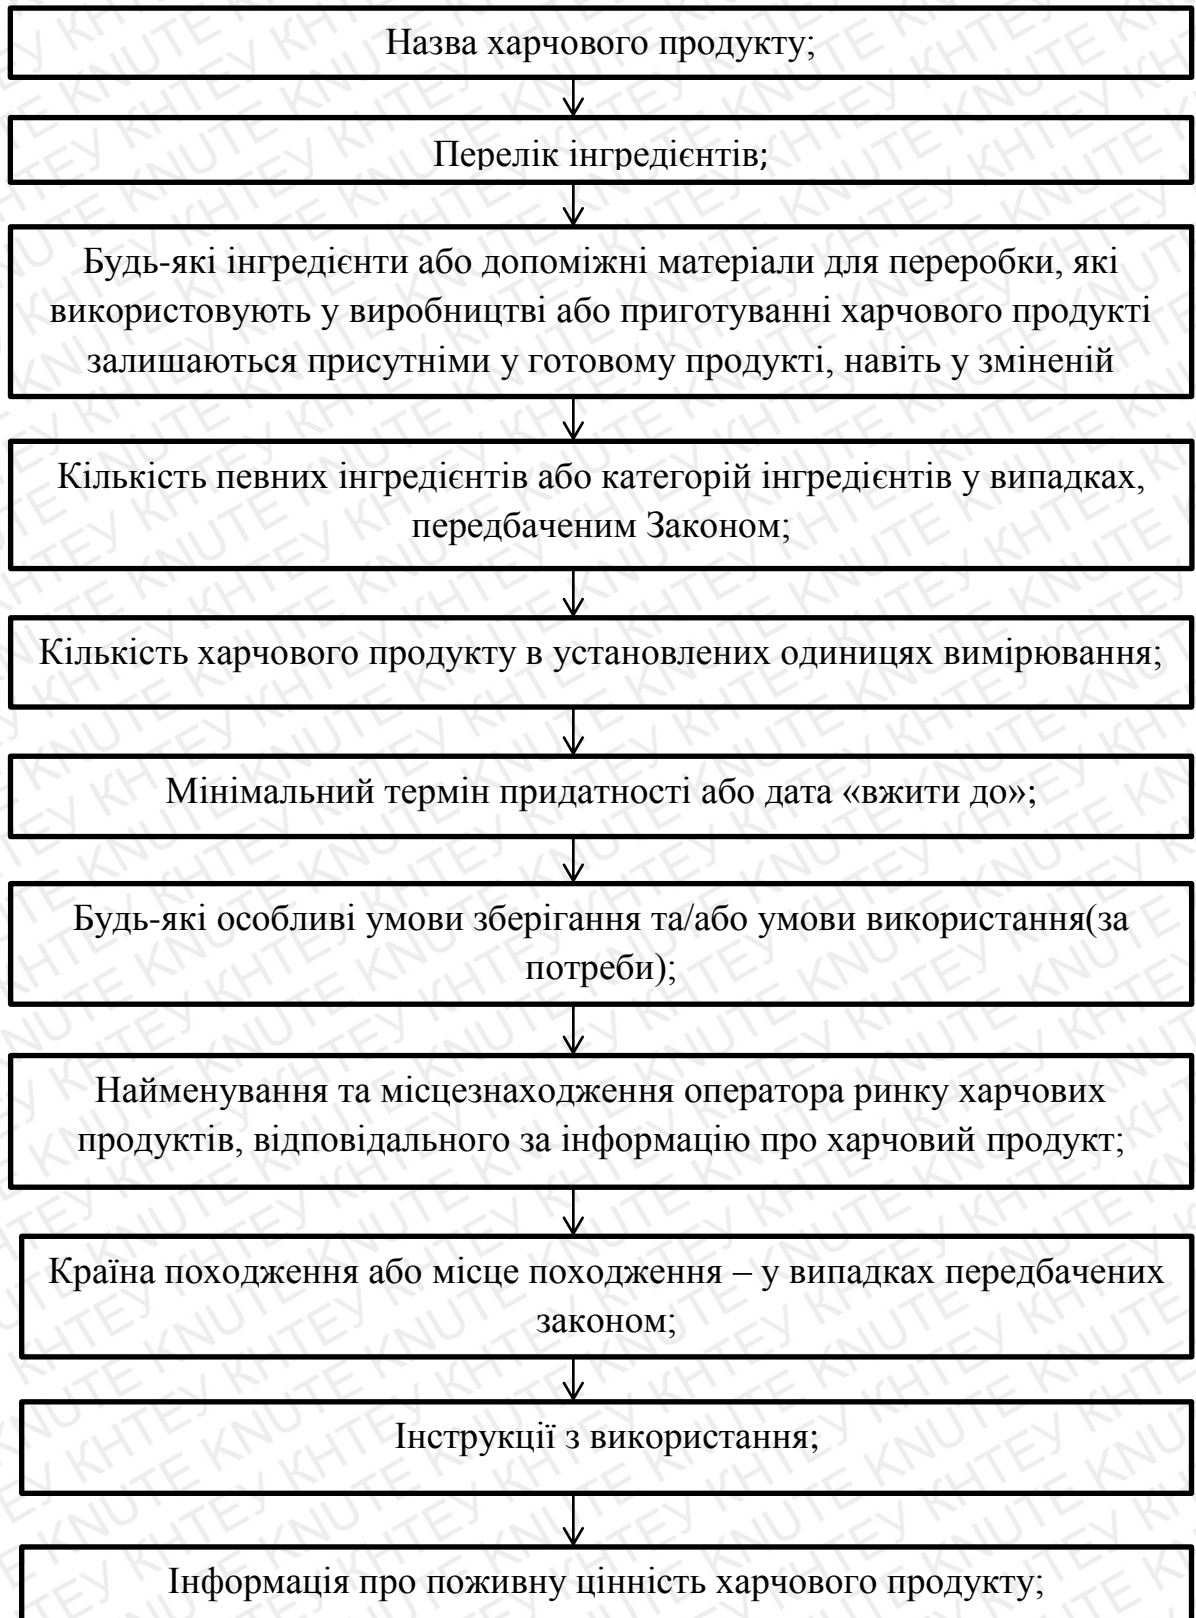 Назва харчового продукту;
Перелік інгредієнтів;
Будь-які інгредієнти або допоміжні матеріали для переробки, які
використовують у виробництві або приготуванні харчового продукті
залишаються присутніми у готовому продукті, навіть у зміненій
Кількість певних інгредієнтів або категорій інгредієнтів у випадках,
передбаченим Законом;
Кількість харчового продукту в установлених одиницях вимірювання;
Мінімальний термін придатності або дата «вжити до»;
Будь-які особливі умови зберігання та/або умови використання(за
потреби);
Найменування та місцезнаходження оператора ринку харчових
продуктів, відповідального за інформацію про харчовий продукт;
Країна походження або місце походження – у випадках передбачених
законом;
Інструкції з використання;
Інформація про поживну цінність харчового продукту;